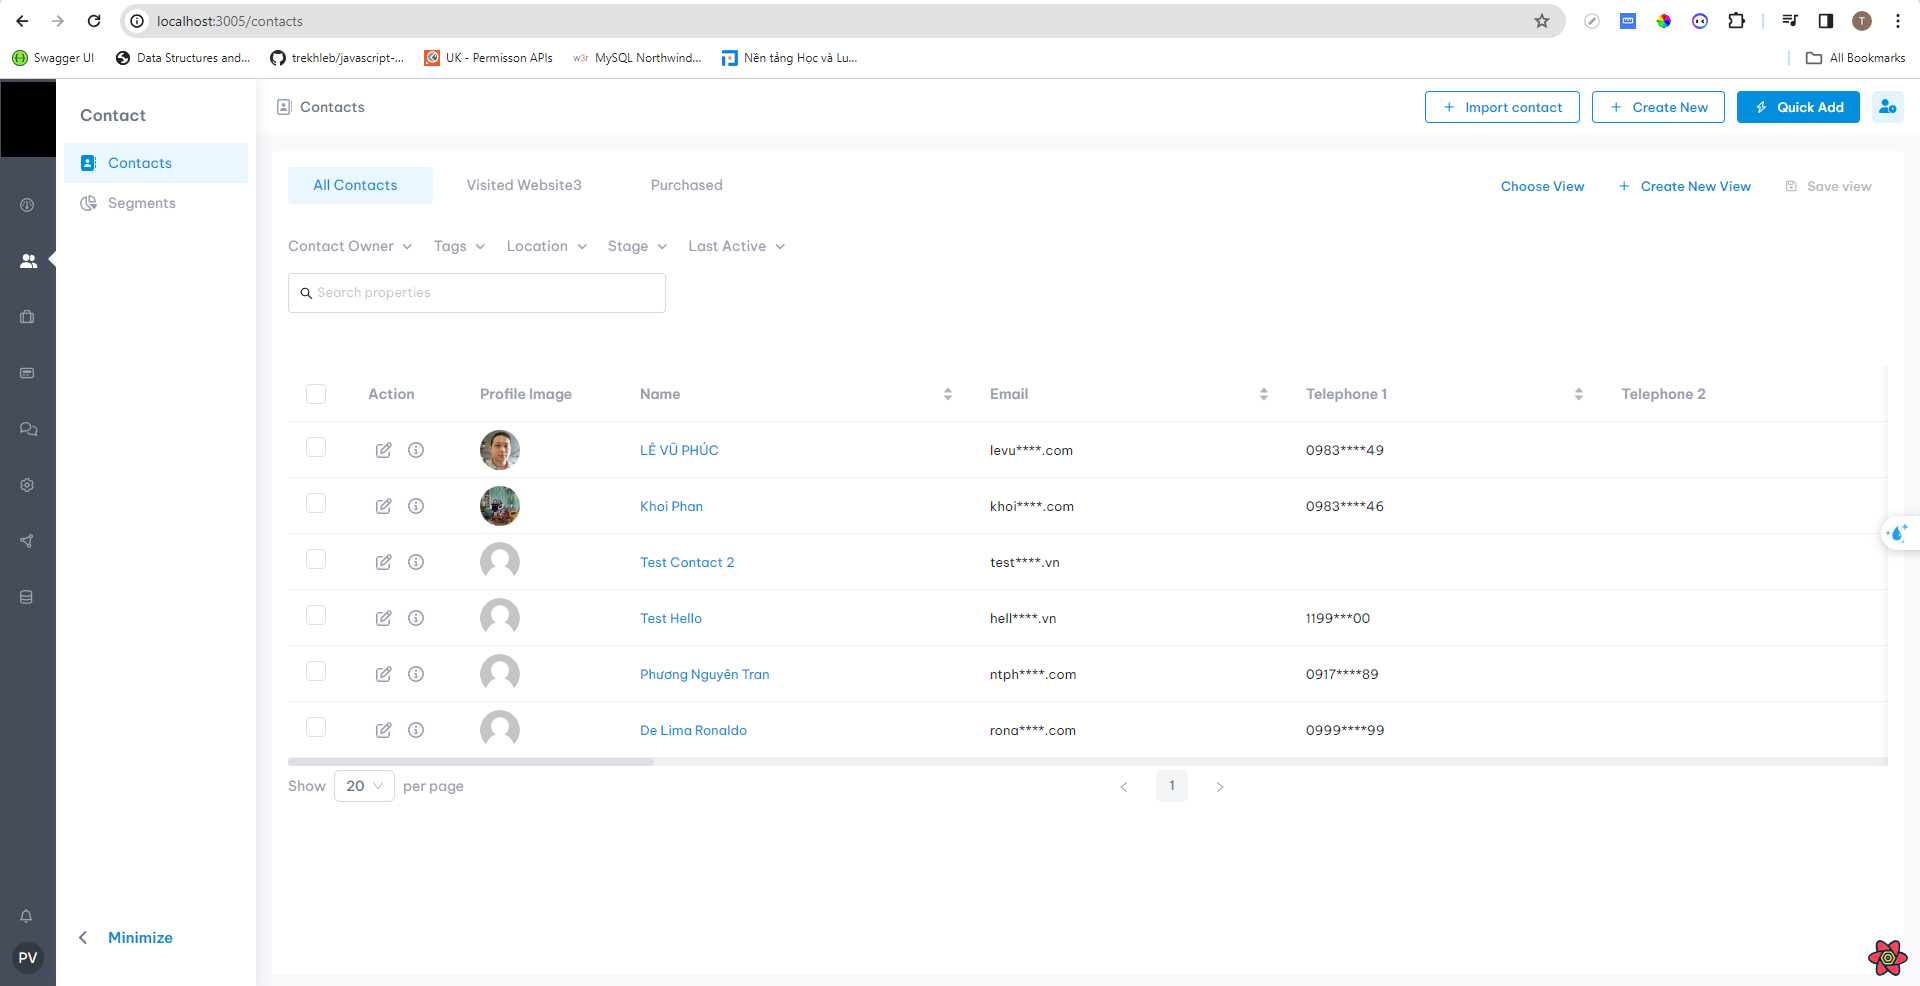 localhost:3005/contacts
T
Swagger UI
Data Structures and...
trekhleb/javascript-...
UK - Permisson APIs
w3r MySQL Northwind...
Nền tảng Học và Lu...
All Bookmarks
Contact
Contacts
Segments
Contacts
Import contact
Create New
Quick Add
All Contacts
Visited Website3
Purchased
Choose View
Create New View
Save view
Contact Owner
Tags
Location
Stage
Last Active
Search properties
Action Profile Image Name Email Telephone 1 Telephone 2
LÊ VŨ PHÚC levu****.com 0983****49
Khoi Phan khoi****.com 0983****46
Test Contact 2 test****.vn
Test Hello hell****.vn 1199***00
Phương Nguyên Tran ntph****.com 0917****89
De Lima Ronaldo rona****.com 0999****99
Show 20 per page
1
Minimize
PV